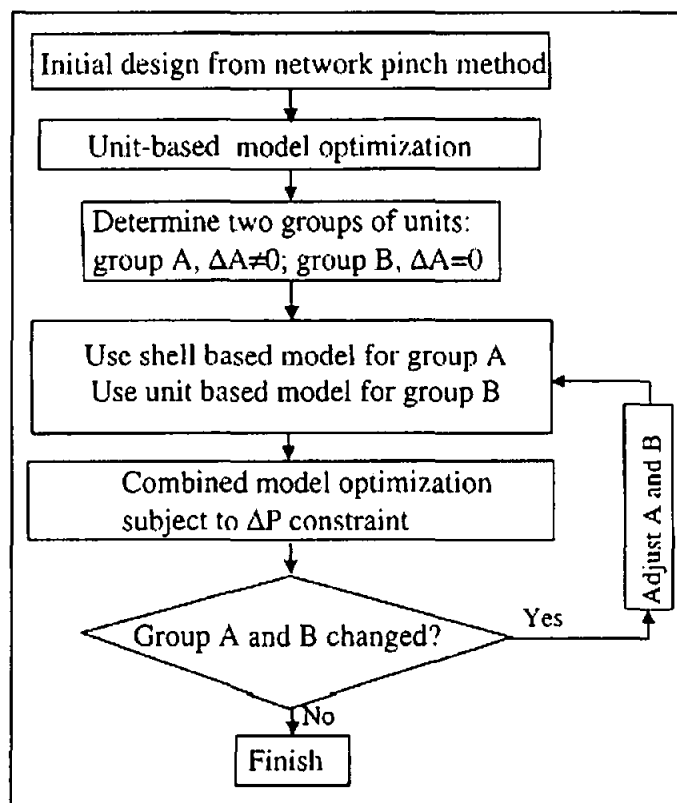 Initial design from network pinch method
Unit-based model optimization
Determine two groups of units:
group A, ΔA≠0; group B, ΔA=0
Use shell based model for group A
Use unit based model for group B
Adjust A and B
Combined model optimization
subject to ΔP constraint
Group A and B changed?
Yes
No
Finish